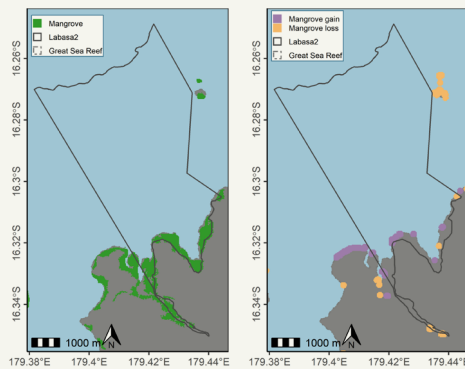 Mangrove
Labasa2
Great Sea Reef
16.26°S
16.28°S
16.3°S
16.32°S
16.34°S
1000 m
N
179.38°E
179.4°E
179.42°E
179.44°E
Mangrove gain
Mangrove loss
Labasa2
Great Sea Reef
16.26°S
16.28°S
16.3°S
16.32°S
16.34°S
1000 m
N
179.38°E
179.4°E
179.42°E
179.44°E